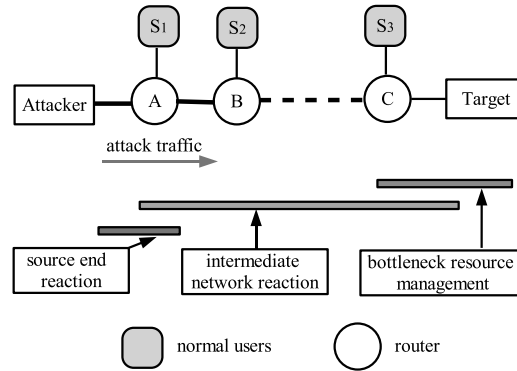 S1 S2 S3
Attacker A B C Target
attack traffic
source end
reaction
intermediate
network reaction
bottleneck resource
management
normal users router